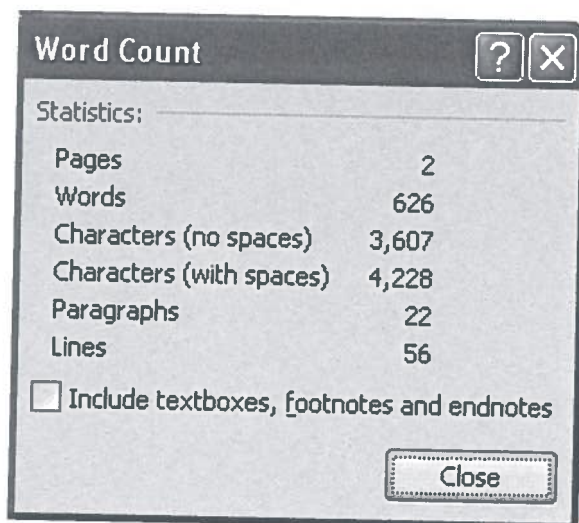 Word Count
Statistics:
Pages 2
Words 626
Characters (no spaces) 3,607
Characters (with spaces) 4,228
Paragraphs 22
Lines 56
Include textboxes, footnotes and endnotes
Close